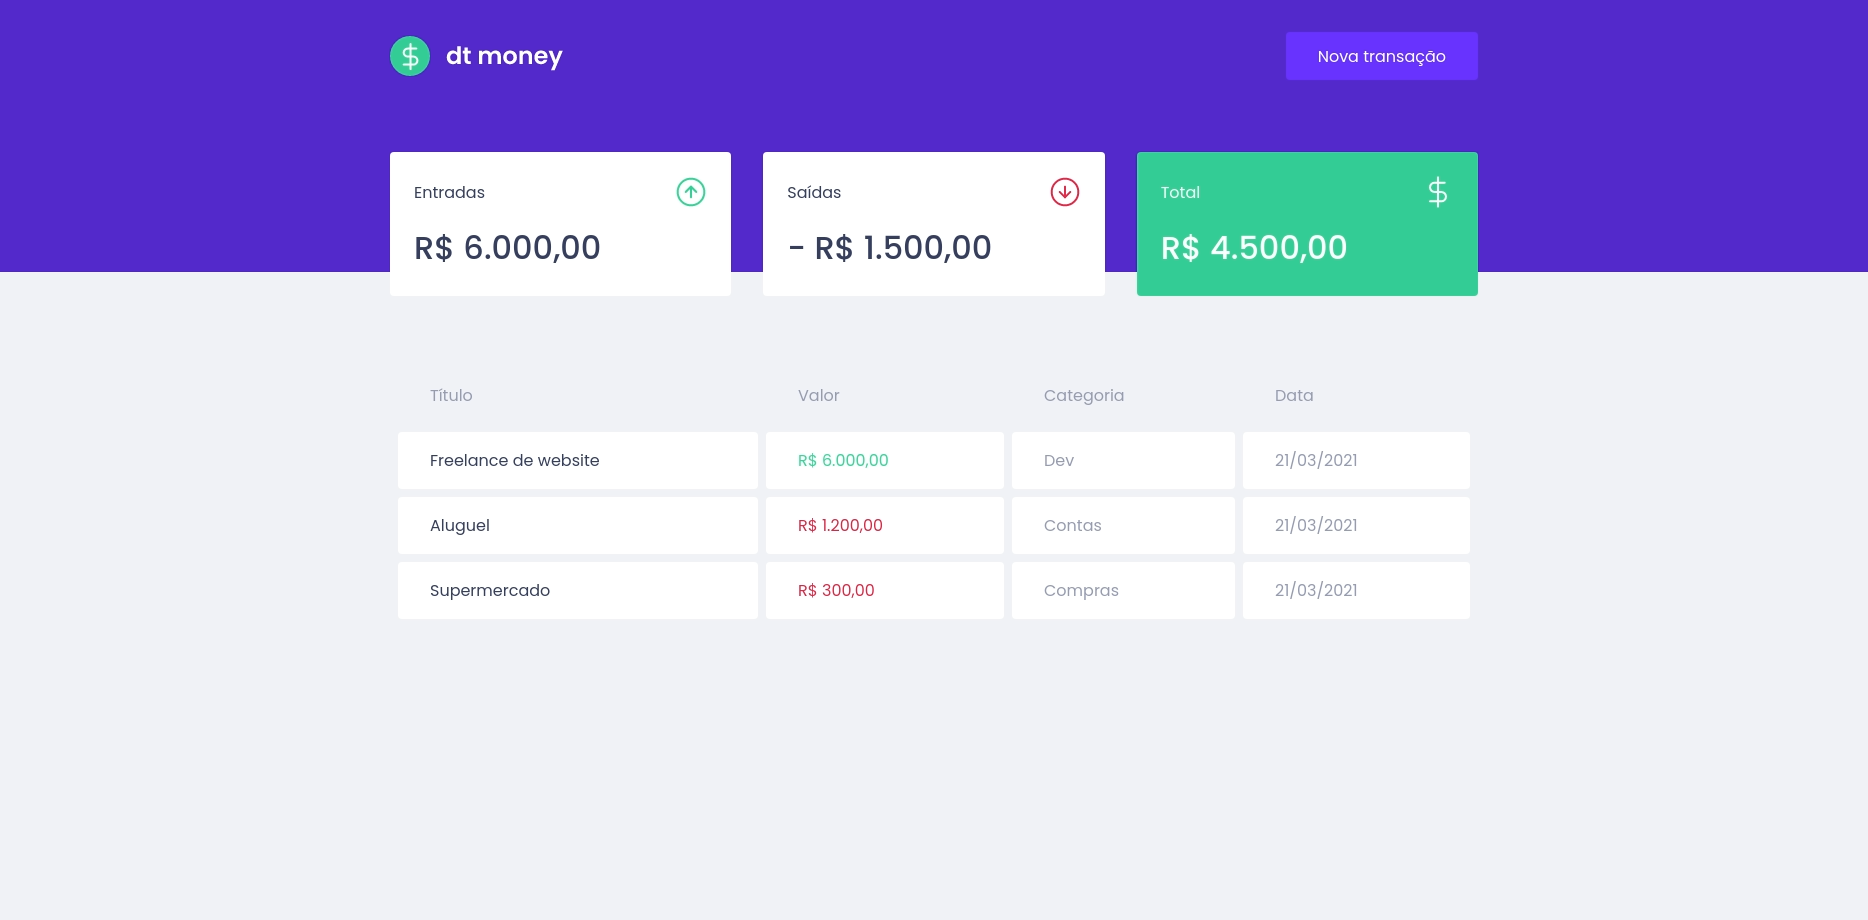 dt money
Nova transação
Entradas
R$ 6.000,00
Saídas
- R$ 1.500,00
Total
R$ 4.500,00
Título Valor Categoria Data
Freelance de website R$ 6.000,00 Dev 21/03/2021
Aluguel R$ 1.200,00 Contas 21/03/2021
Supermercado R$ 300,00 Compras 21/03/2021